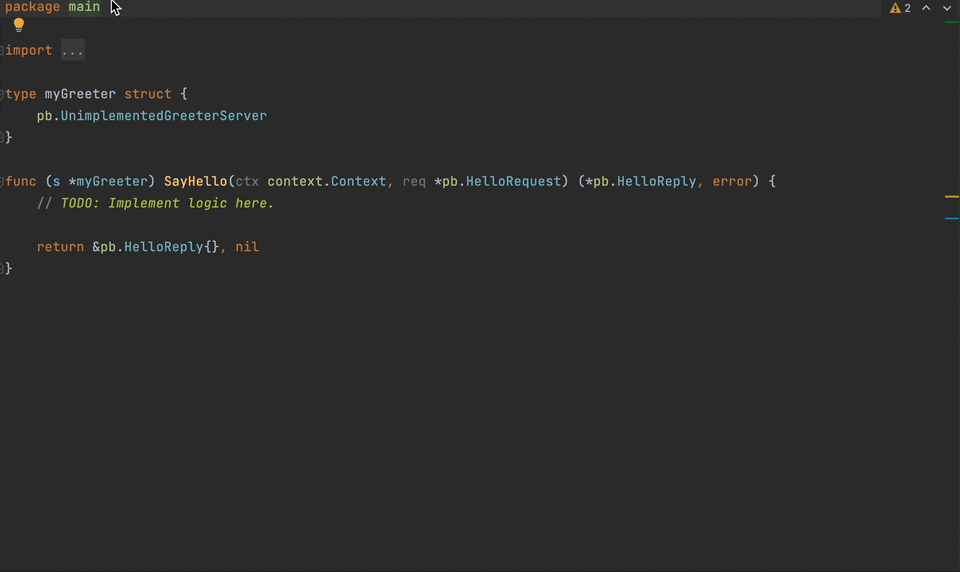 package main
2
import ...
type myGreeter struct {
    pb.UnimplementedGreeterServer
}
func (s *myGreeter) SayHello(ctx context.Context, req *pb.HelloRequest) (*pb.HelloReply, error) {
    // TODO: Implement logic here.
    return &pb.HelloReply{}, nil
}